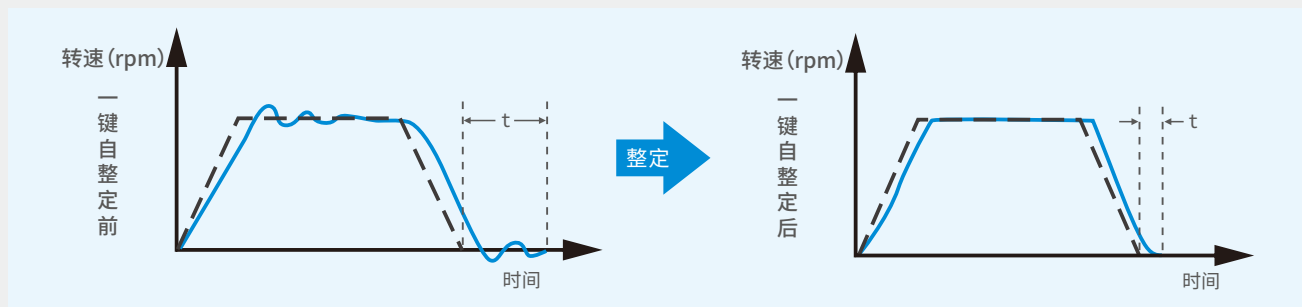 转速(rpm)
一键自整定前
t
时间
整定
转速(rpm)
一键自整定后
t
时间